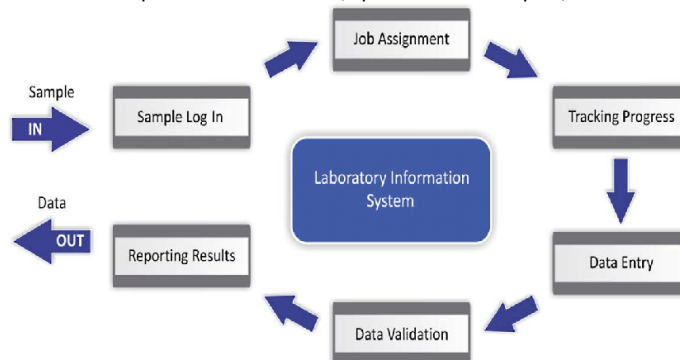 Job Assignment
Sample
IN
Sample Log In
Tracking Progress
Laboratory Information
System
Data
OUT
Reporting Results
Data Entry
Data Validation